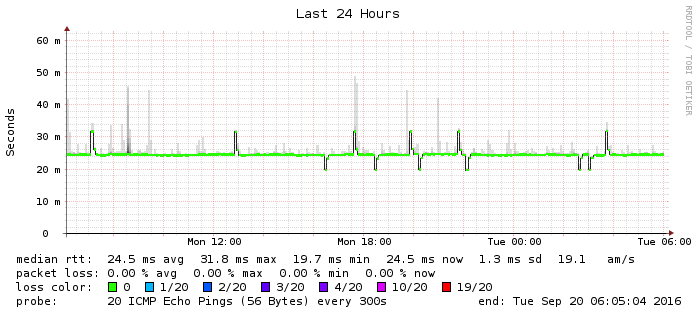 Last 24 Hours
RRDTOOL / TOBI OETIKER
Seconds
60 m
50 m
40 m
30 m
20 m
10 m
0
Mon 12:00 Mon 18:00 Tue 00:00 Tue 06:00
median rtt: 24.5 ms avg 31.8 ms max 19.7 ms min 24.5 ms now 1.3 ms sd 19.1 am/s
packet loss: 0.00 % avg 0.00 % max 0.00 % min 0.00 % now
loss color: 0 1/20 2/20 3/20 4/20 10/20 19/20
probe: 20 ICMP Echo Pings (56 Bytes) every 300s end: Tue Sep 20 06:05:04 2016